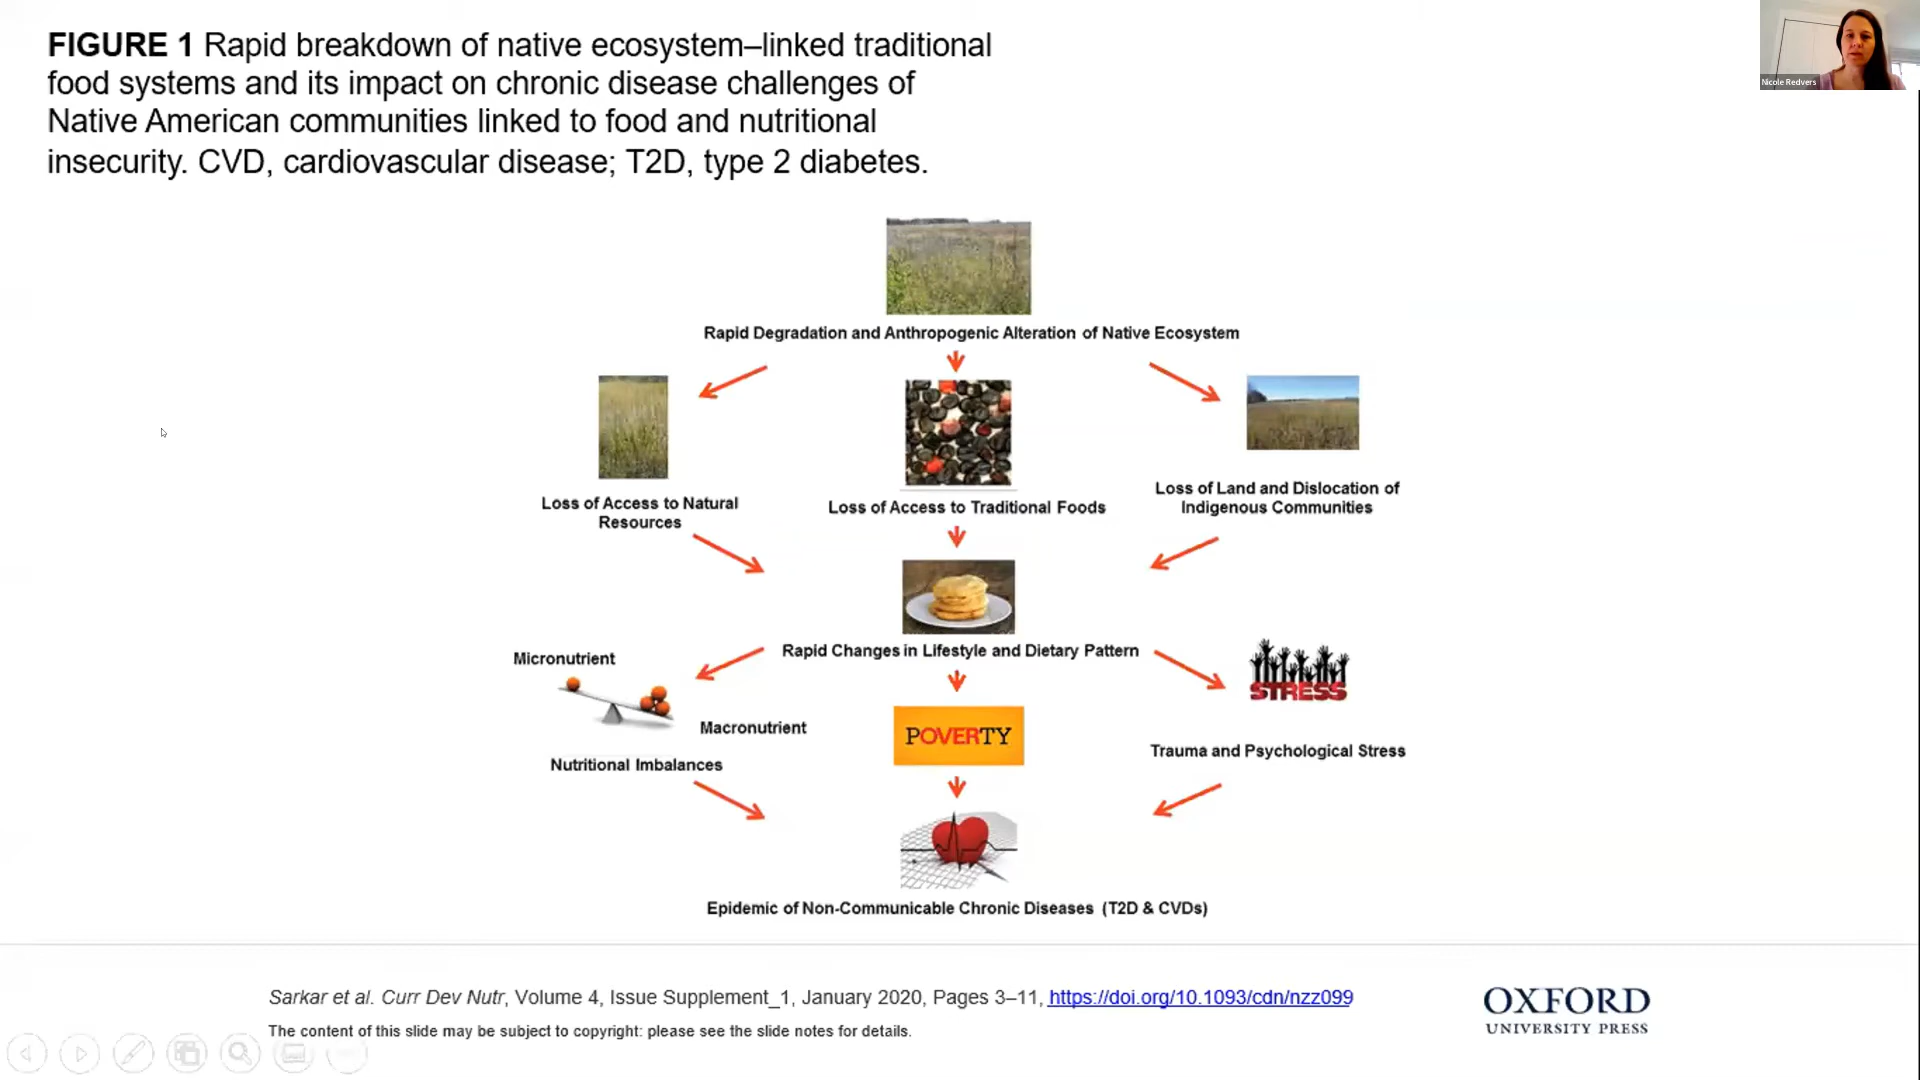 FIGURE 1 Rapid breakdown of native ecosystem–linked traditional
food systems and its impact on chronic disease challenges of
Native American communities linked to food and nutritional
insecurity. CVD, cardiovascular disease; T2D, type 2 diabetes.
Nicole Redvers
Rapid Degradation and Anthropogenic Alteration of Native Ecosystem
Loss of Access to Natural
Resources
Loss of Access to Traditional Foods
Loss of Land and Dislocation of
Indigenous Communities
Rapid Changes in Lifestyle and Dietary Pattern
Micronutrient
Macronutrient
Nutritional Imbalances
POVERTY
STRESS
Trauma and Psychological Stress
Epidemic of Non-Communicable Chronic Diseases (T2D & CVDs)
Sarkar et al. Curr Dev Nutr, Volume 4, Issue Supplement_1, January 2020, Pages 3–11, https://doi.org/10.1093/cdn/nzz099
The content of this slide may be subject to copyright: please see the slide notes for details.
OXFORD
UNIVERSITY PRESS